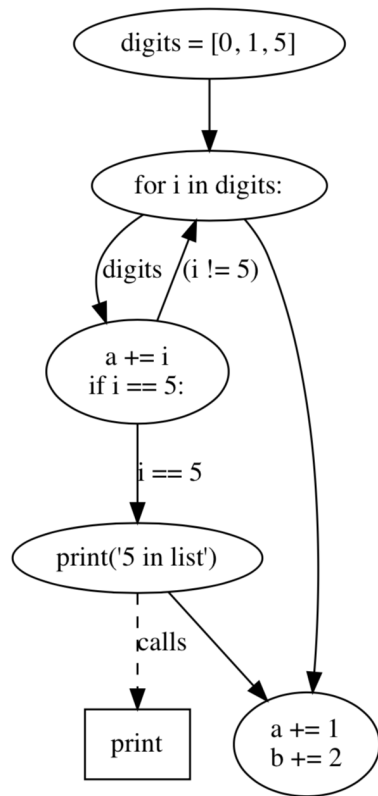 digits = [0, 1, 5]
for i in digits:
digits
(i != 5)
a += i
if i == 5:
i == 5
print('5 in list')
calls
print
a += 1
b += 2